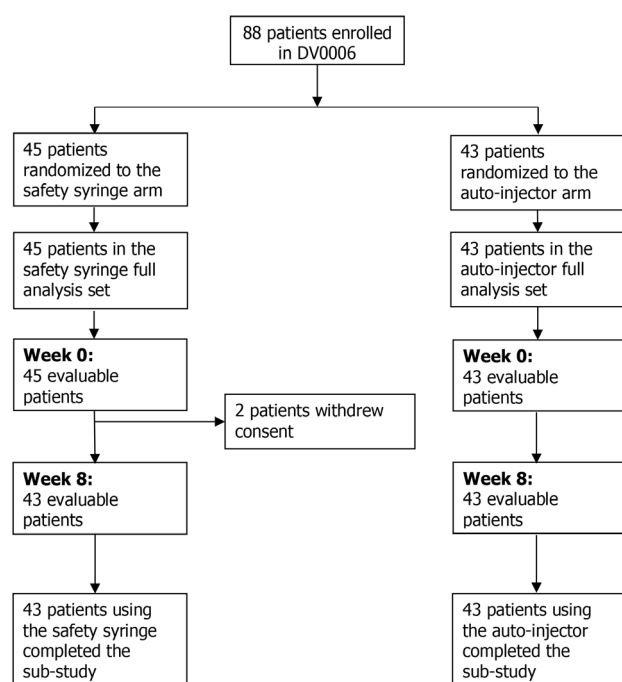 88 patients enrolled
in DV0006
45 patients
randomized to the
safety syringe arm
43 patients
randomized to the
auto-injector arm
45 patients in the
safety syringe full
analysis set
43 patients in the
auto-injector full
analysis set
Week 0:
45 evaluable
patients
Week 0:
43 evaluable
patients
2 patients withdrew
consent
Week 8:
43 evaluable
patients
Week 8:
43 evaluable
patients
43 patients using
the safety syringe
completed the
sub-study
43 patients using
the auto-injector
completed the
sub-study